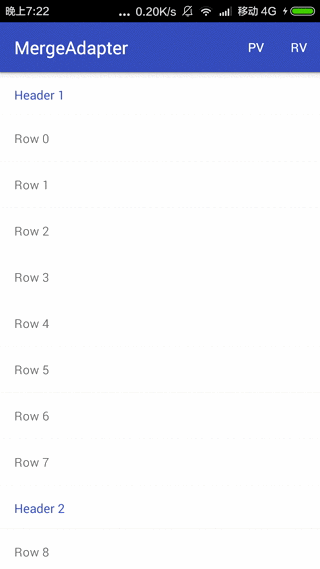 晚上7:22 ... 0.20K/s 移动 4G
MergeAdapter PV RV
Header 1
Row 0
Row 1
Row 2
Row 3
Row 4
Row 5
Row 6
Row 7
Header 2
Row 8